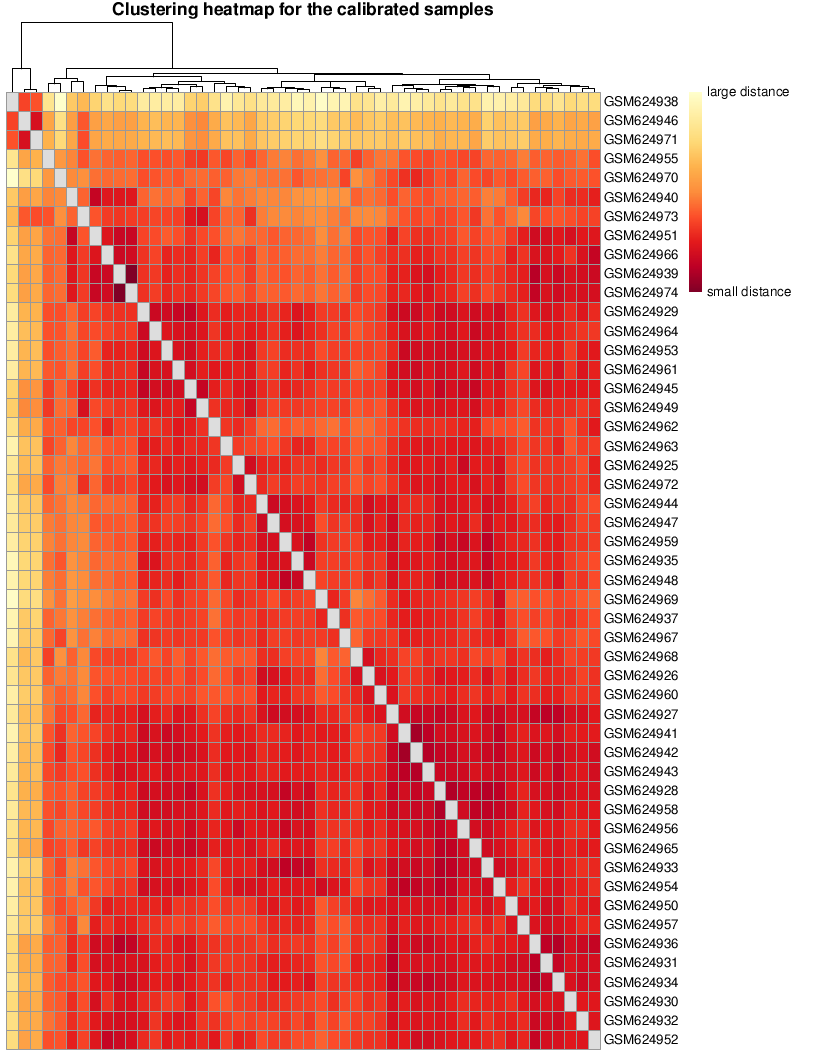 Clustering heatmap for the calibrated samples
large distance
small distance
GSM624938
GSM624946
GSM624971
GSM624955
GSM624970
GSM624940
GSM624973
GSM624951
GSM624966
GSM624939
GSM624974
GSM624929
GSM624964
GSM624953
GSM624961
GSM624945
GSM624949
GSM624962
GSM624963
GSM624925
GSM624972
GSM624944
GSM624947
GSM624959
GSM624935
GSM624948
GSM624969
GSM624937
GSM624967
GSM624968
GSM624926
GSM624960
GSM624927
GSM624941
GSM624942
GSM624943
GSM624928
GSM624958
GSM624956
GSM624965
GSM624933
GSM624954
GSM624950
GSM624957
GSM624936
GSM624931
GSM624934
GSM624930
GSM624932
GSM624952